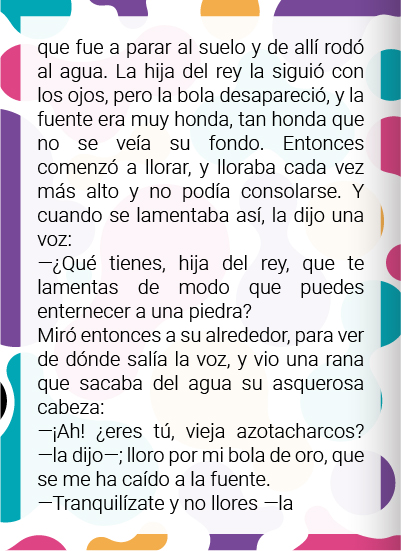 que fue a parar al suelo y de allí rodó
al agua. La hija del rey la siguió con
los ojos, pero la bola desapareció, y la
fuente era muy honda, tan honda que
no se veía su fondo. Entonces
comenzó a llorar, y lloraba cada vez
más alto y no podía consolarse. Y
cuando se lamentaba así, la dijo una
voz:
—¿Qué tienes, hija del rey, que te
lamentas de modo que puedes
enternecer a una piedra?
Miró entonces a su alrededor, para ver
de dónde salía la voz, y vio una rana
que sacaba del agua su asquerosa
cabeza:
—¡Ah! ¿eres tú, vieja azotacharcos?
—la dijo—; lloro por mi bola de oro, que
se me ha caído a la fuente.
—Tranquilízate y no llores —la